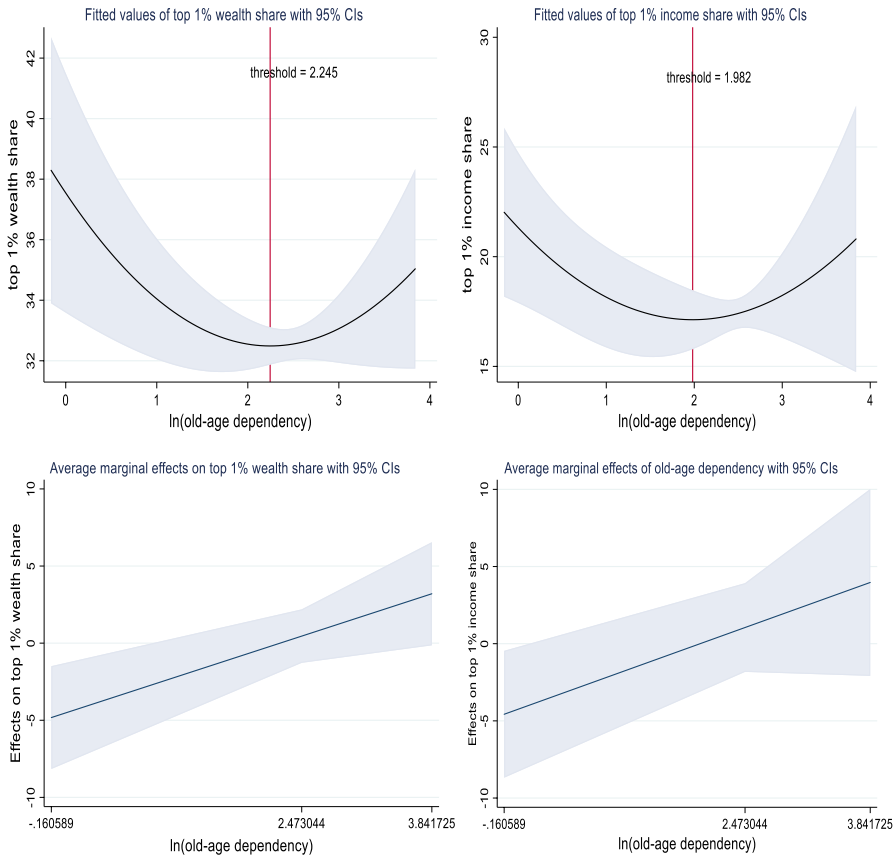 Fitted values of top 1% wealth share with 95% CIs
threshold = 2.245
top 1% wealth share
42
40
38
36
34
32
0 1 2 3 4
ln(old-age dependency)
Fitted values of top 1% income share with 95% CIs
threshold = 1.982
top 1% income share
30
25
20
15
0 1 2 3 4
ln(old-age dependency)
Average marginal effects on top 1% wealth share with 95% CIs
Effects on top 1% wealth share
10
5
0
-5
-10
-.160589 2.473044 3.841725
ln(old-age dependency)
Average marginal effects of old-age dependency with 95% CIs
Effects on top 1% income share
10
5
0
-5
-10
-.160589 2.473044 3.841725
ln(old-age dependency)